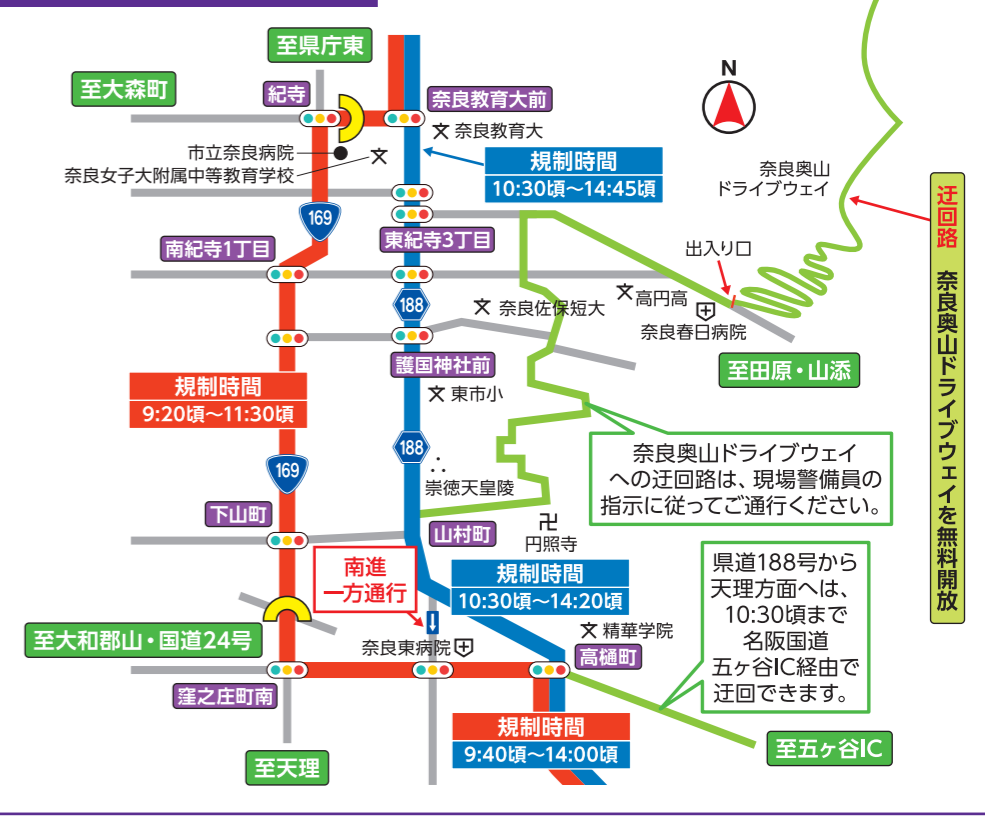 至県庁東
至大森町
紀寺
奈良教育大前
N
奈良教育大
市立奈良病院
奈良女子大附属中等教育学校
規制時間
10:30頃〜14:45頃
奈良奥山
ドライブウェイ
169
南紀寺1丁目
東紀寺3丁目
出入り口
188
奈良佐保短大
高円高
奈良春日病院
護国神社前
至田原・山添
規制時間
9:20頃〜11:30頃
東市小
188
169
崇徳天皇陵
奈良奥山ドライブウェイ
への迂回路は、現場警備員の
指示に従ってご通行ください。
下山町
山村町
円照寺
南進
一方通行
規制時間
10:30頃〜14:20頃
県道188号から
天理方面へは、
10:30頃まで
名阪国道
五ヶ谷IC経由で
迂回できます。
至大和郡山・国道24号
奈良東病院
精華学院
高樋町
窪之庄町南
規制時間
9:40頃〜14:00頃
至天理
至五ヶ谷IC
迂回路 奈良奥山ドライブウェイを無料開放